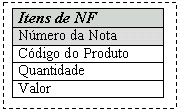 Itens de NF
Número da Nota
Código do Produto
Quantidade
Valor